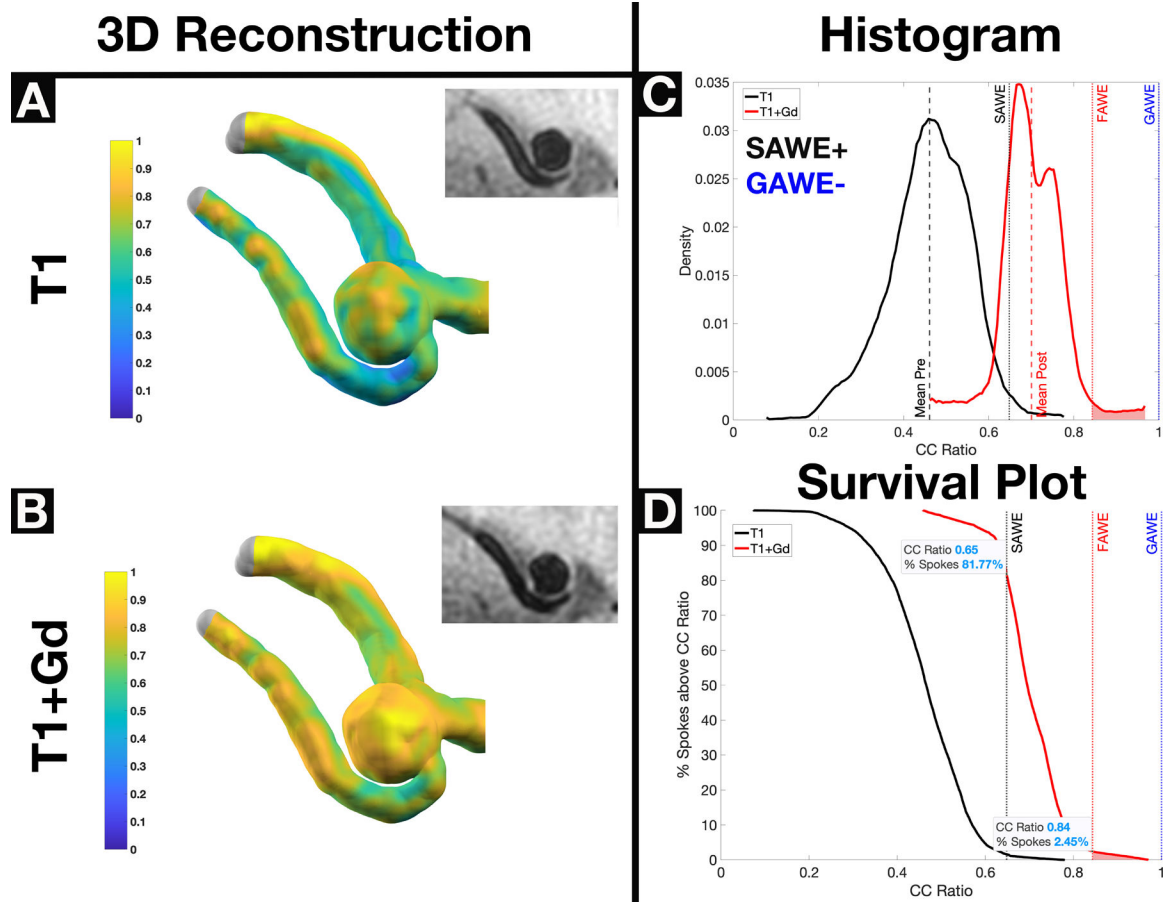 3D Reconstruction
Histogram
A
T1
1
0.9
0.8
0.7
0.6
0.5
0.4
0.3
0.2
0.1
0
B
T1+Gd
1
0.9
0.8
0.7
0.6
0.5
0.4
0.3
0.2
0.1
0
C
T1
T1+Gd
SAWE+
GAWE-
SAWE
FAWE
GAWE
Mean Pre
Mean Post
Density
0.035
0.03
0.025
0.02
0.015
0.01
0.005
0
0 0.2 0.4 0.6 0.8 1
CC Ratio
Survival Plot
D
T1
T1+Gd
SAWE
FAWE
GAWE
CC Ratio 0.65
% Spokes 81.77%
CC Ratio 0.84
% Spokes 2.45%
% Spokes above CC Ratio
100
90
80
70
60
50
40
30
20
10
0
0 0.2 0.4 0.6 0.8 1
CC Ratio